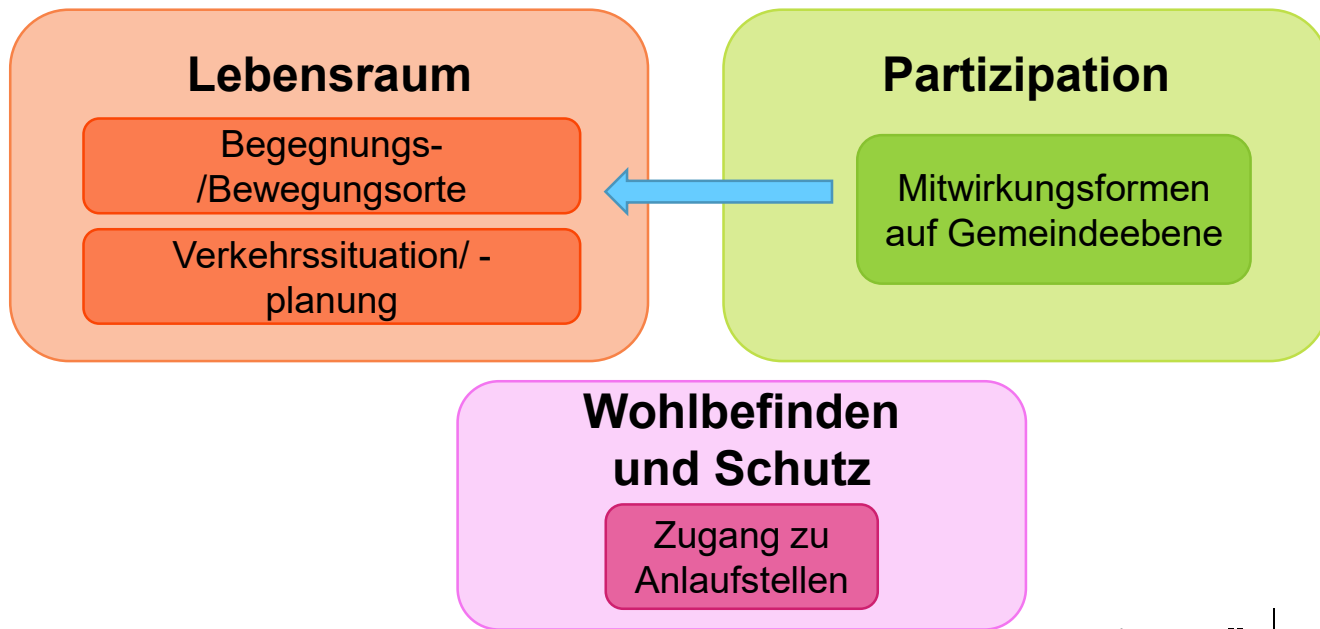 Lebensraum
Begegnungs-
/Bewegungsorte
Verkehrssituation/ -
planung
Partizipation
Mitwirkungsformen
auf Gemeindeebene
Wohlbefinden
und Schutz
Zugang zu
Anlaufstellen